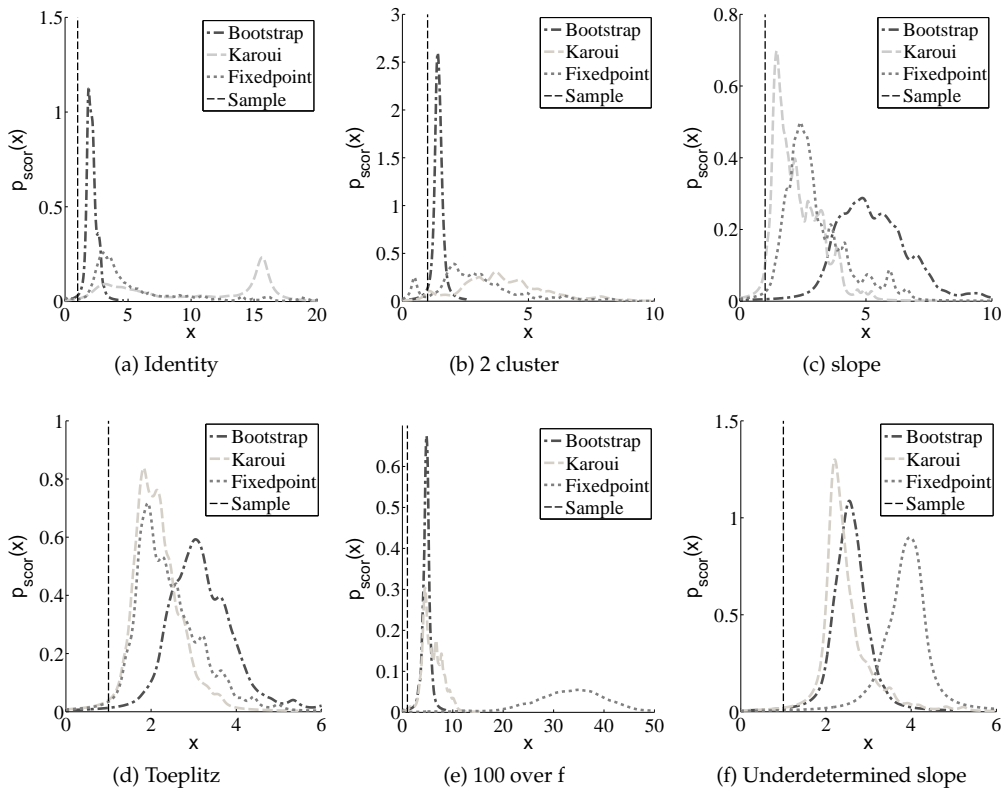 1.5
1
0.5
0
0 5 10 15 20
p_scor(x)
x
Bootstrap
Karoui
Fixedpoint
Sample
(a) Identity
3
2.5
2
1.5
1
0.5
0
0 5 10
p_scor(x)
x
Bootstrap
Karoui
Fixedpoint
Sample
(b) 2 cluster
0.8
0.6
0.4
0.2
0
0 5 10
p_scor(x)
x
Bootstrap
Karoui
Fixedpoint
Sample
(c) slope
1
0.8
0.6
0.4
0.2
0
0 2 4 6
p_scor(x)
x
Bootstrap
Karoui
Fixedpoint
Sample
(d) Toeplitz
0.6
0.5
0.4
0.3
0.2
0.1
0
0 10 20 30 40 50
p_scor(x)
x
Bootstrap
Karoui
Fixedpoint
Sample
(e) 100 over f
1.5
1
0.5
0
0 2 4 6
p_scor(x)
x
Bootstrap
Karoui
Fixedpoint
Sample
(f) Underdetermined slope